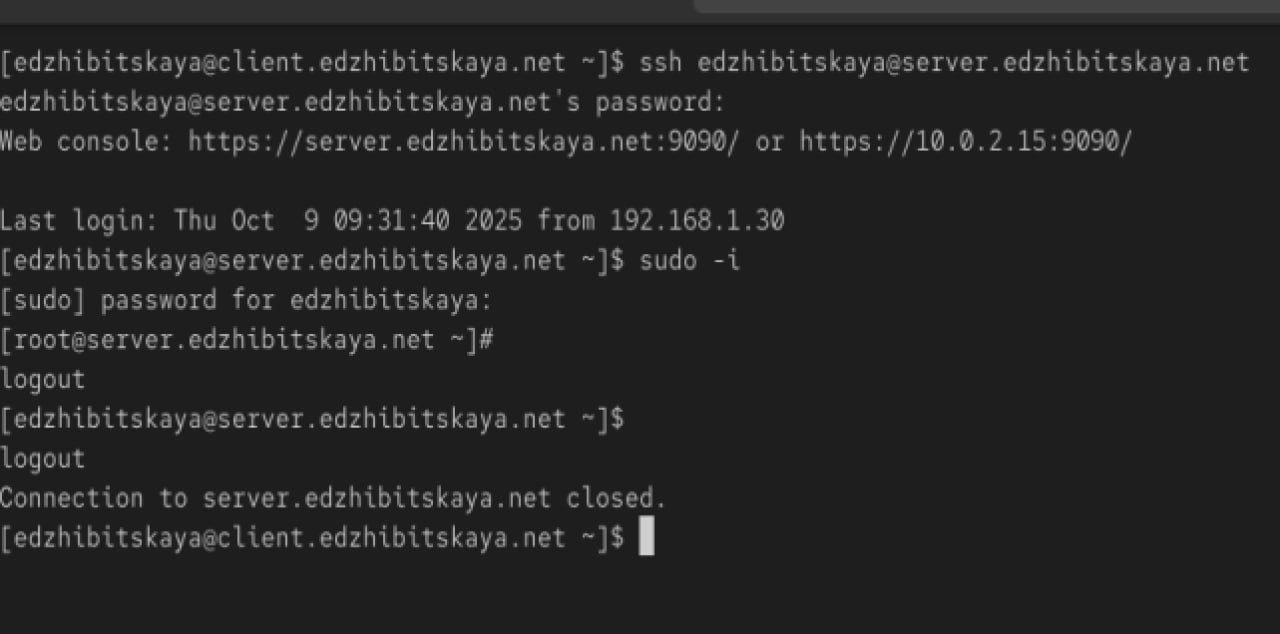 [edzhibitskaya@client.edzhibitskaya.net ~]$ ssh edzhibitskaya@server.edzhibitskaya.net
edzhibitskaya@server.edzhibitskaya.net's password:
Web console: https://server.edzhibitskaya.net:9090/ or https://10.0.2.15:9090/
Last login: Thu Oct  9 09:31:40 2025 from 192.168.1.30
[edzhibitskaya@server.edzhibitskaya.net ~]$ sudo -i
[sudo] password for edzhibitskaya:
[root@server.edzhibitskaya.net ~]#
logout
[edzhibitskaya@server.edzhibitskaya.net ~]$
logout
Connection to server.edzhibitskaya.net closed.
[edzhibitskaya@client.edzhibitskaya.net ~]$